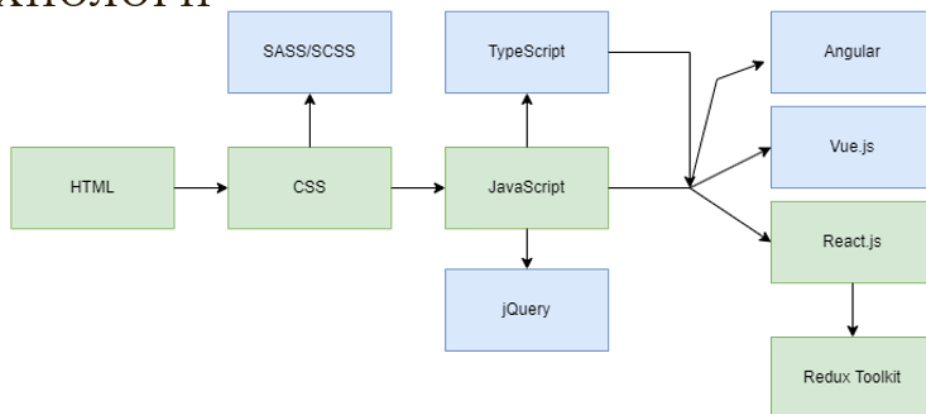 SASS/SCSS
TypeScript
Angular
Vue.js
HTML
CSS
JavaScript
React.js
jQuery
Redux Toolkit